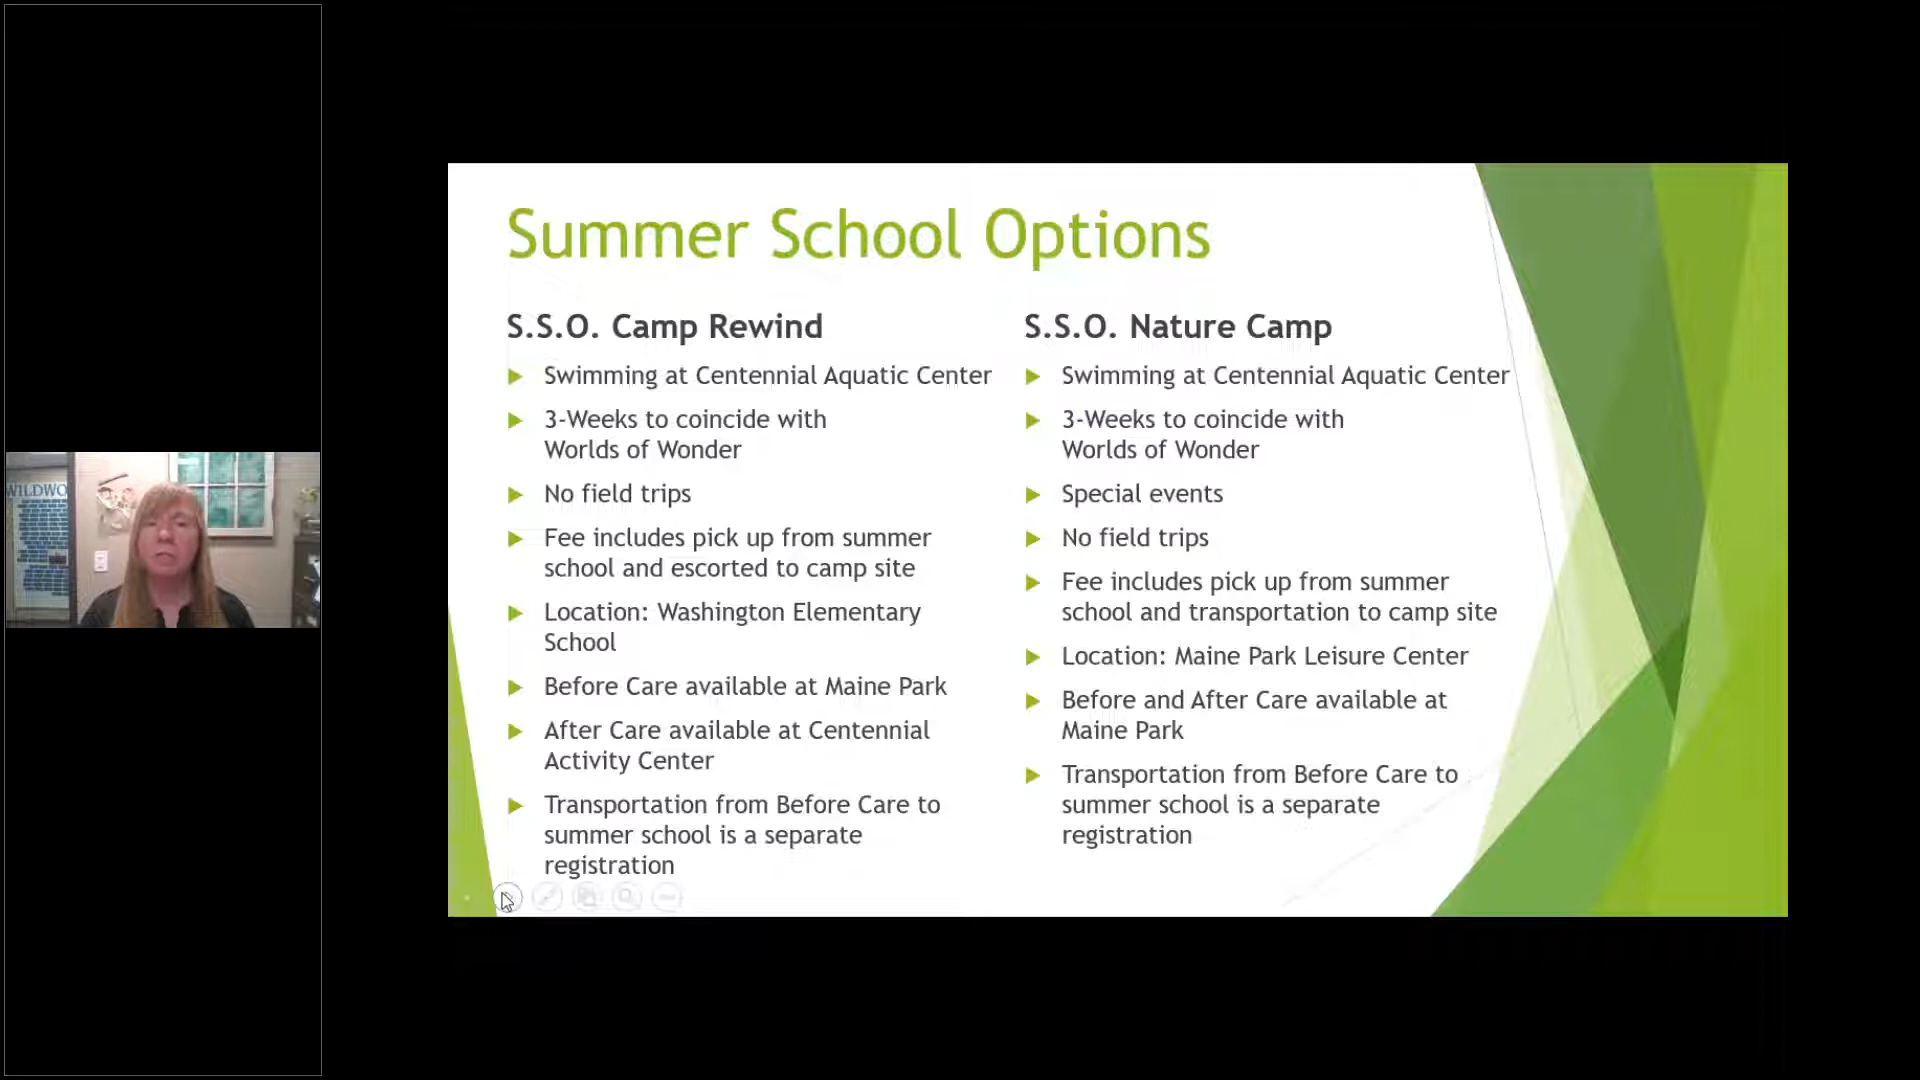 Summer School Options
S.S.O. Camp Rewind
Swimming at Centennial Aquatic Center
3-Weeks to coincide with
Worlds of Wonder
No field trips
Fee includes pick up from summer
school and escorted to camp site
Location: Washington Elementary
School
Before Care available at Maine Park
After Care available at Centennial
Activity Center
Transportation from Before Care to
summer school is a separate
registration
S.S.O. Nature Camp
Swimming at Centennial Aquatic Center
3-Weeks to coincide with
Worlds of Wonder
Special events
No field trips
Fee includes pick up from summer
school and transportation to camp site
Location: Maine Park Leisure Center
Before and After Care available at
Maine Park
Transportation from Before Care to
summer school is a separate
registration
WILDWO